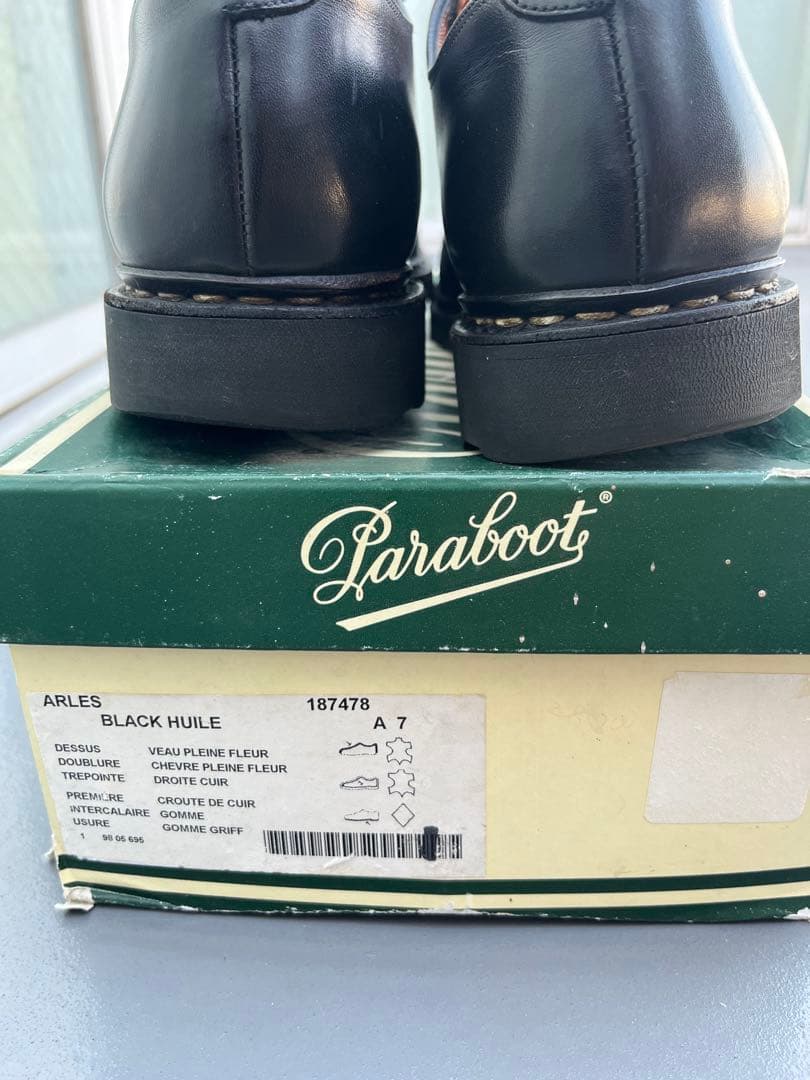 Paraboot®
ARLES 187478
BLACK HUILE A 7
DESSUS VEAU PLEINE FLEUR
DOUBLURE CHEVRE PLEINE FLEUR
TREPOINTE DROITE CUIR
PREMIERE CROUTE DE CUIR
INTERCALAIRE GOMME
USURE GOMME GRIFF
1 98 05 695